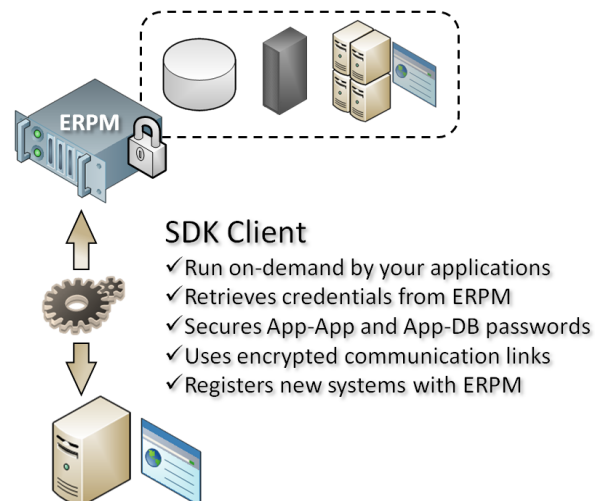 ERPM
SDK Client
✓Run on-demand by your applications
✓Retrieves credentials from ERPM
✓Secures App-App and App-DB passwords
✓Uses encrypted communication links
✓Registers new systems with ERPM